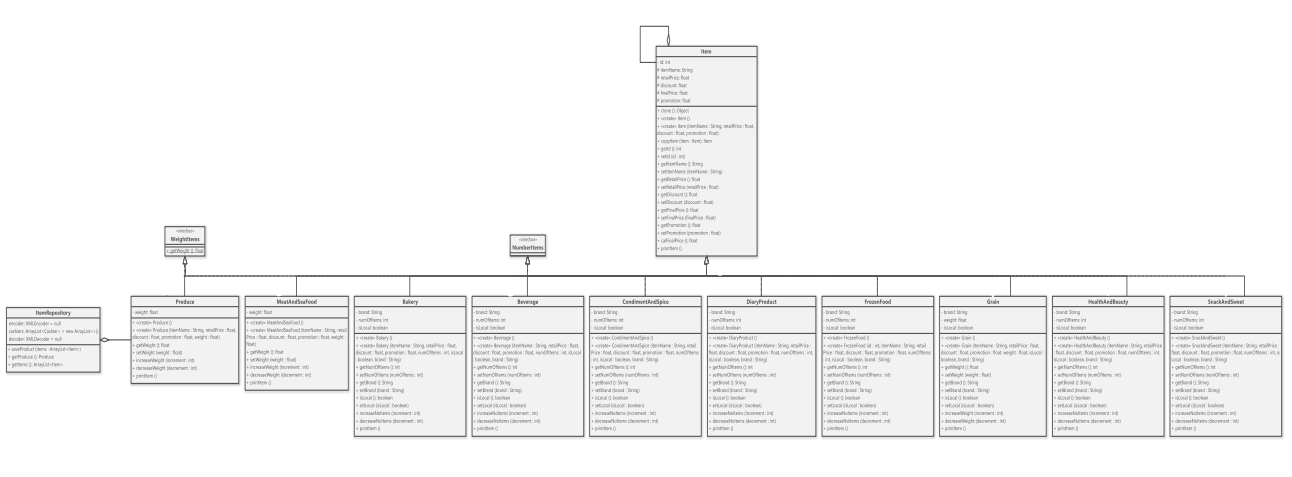 Item
- id: int
# itemName: String
# retailPrice: float
# discount: float
# finalPrice: float
# promotion: float
+ clone (): Object
+ «create» Item ()
+ «create» Item (itemName : String, retailPrice : float,
discount : float, promotion : float)
+ copyItem (item : Item): Item
+ getId (): int
+ setId (id : int)
+ getItemName (): String
+ setItemName (itemName : String)
+ getRetailPrice (): float
+ setRetailPrice (retailPrice : float)
+ getDiscount (): float
+ setDiscount (discount : float)
+ getFinalPrice (): float
+ setFinalPrice (finalPrice : float)
+ getPromotion (): float
+ setPromotion (promotion : float)
+ calFinalPrice (): float
+ printItem ()
«interface»
WeightItems
+ getWeight (): float
«interface»
NumberItems
ItemRepository
encoder: XMLEncoder = null
cashiers: ArrayList<Cashier> = new ArrayList<>()
decoder: XMLDecoder = null
+ saveProduct (items : ArrayList<Item>)
+ getProduce (): Produce
+ getItems (): ArrayList<Item>
Produce
- weight: float
+ «create» Produce ()
+ «create» Produce (itemName : String, retailPrice : float,
discount : float, promotion : float, weight : float)
+ getWeight (): float
+ setWeight (weight : float)
+ increaseWeight (increment : int)
+ decreaseWeight (decrement : int)
+ printItem ()
MeatAndSeaFood
- weight: float
+ «create» MeatAndSeaFood ()
+ «create» MeatAndSeaFood (itemName : String, retail
Price : float, discount : float, promotion : float, weight :
float)
+ getWeight (): float
+ setWeight (weight : float)
+ increaseWeight (increment : int)
+ decreaseWeight (decrement : int)
+ printItem ()
Bakery
- brand: String
- numOfItems: int
- isLocal: boolean
+ «create» Bakery ()
+ «create» Bakery (itemName : String, retailPrice : float,
discount : float, promotion : float, numOfItems : int, isLocal
: boolean, brand : String)
+ getNumOfItems (): int
+ setNumOfItems (numOfItems : int)
+ getBrand (): String
+ setBrand (brand : String)
+ isLocal (): boolean
+ setLocal (isLocal : boolean)
+ increaseNoItems (increment : int)
+ decreaseNoItems (decrement : int)
+ printItem ()
Beverage
- brand: String
- numOfItems: int
- isLocal: boolean
+ «create» Beverage ()
+ «create» Beverage (itemName : String, retailPrice : float,
discount : float, promotion : float, numOfItems : int, isLocal
: boolean, brand : String)
+ getNumOfItems (): int
+ setNumOfItems (numOfItems : int)
+ getBrand (): String
+ setBrand (brand : String)
+ isLocal (): boolean
+ setLocal (isLocal : boolean)
+ increaseNoItems (increment : int)
+ decreaseNoItems (decrement : int)
+ printItem ()
CondimentAndSpice
- brand: String
- numOfItems: int
- isLocal: boolean
+ «create» CondimentAndSpice ()
+ «create» CondimentAndSpice (itemName : String, retail
Price : float, discount : float, promotion : float, numOfItems
: int, isLocal : boolean, brand : String)
+ getNumOfItems (): int
+ setNumOfItems (numOfItems : int)
+ getBrand (): String
+ setBrand (brand : String)
+ isLocal (): boolean
+ setLocal (isLocal : boolean)
+ increaseNoItems (increment : int)
+ decreaseNoItems (decrement : int)
+ printItem ()
DiaryProduct
- brand: String
- numOfItems: int
- isLocal: boolean
+ «create» DiaryProduct ()
+ «create» DiaryProduct (itemName : String, retailPrice :
float, discount : float, promotion : float, numOfItems : int,
isLocal : boolean, brand : String)
+ getNumOfItems (): int
+ setNumOfItems (numOfItems : int)
+ getBrand (): String
+ setBrand (brand : String)
+ isLocal (): boolean
+ setLocal (isLocal : boolean)
+ increaseNoItems (increment : int)
+ decreaseNoItems (decrement : int)
+ printItem ()
FrozenFood
- brand: String
- numOfItems: int
- isLocal: boolean
+ «create» FrozenFood ()
+ «create» FrozenFood (id : int, itemName : String, retail
Price : float, discount : float, promotion : float, numOfItems :
int, isLocal : boolean, brand : String)
+ getNumOfItems (): int
+ setNumOfItems (numOfItems : int)
+ getBrand (): String
+ setBrand (brand : String)
+ isLocal (): boolean
+ setLocal (isLocal : boolean)
+ increaseNoItems (increment : int)
+ decreaseNoItems (decrement : int)
+ printItem ()
Grain
- brand: String
- weight: float
- isLocal: boolean
+ «create» Grain ()
+ «create» Grain (itemName : String, retailPrice : float,
discount : float, promotion : float, weight : float, isLocal
: boolean, brand : String)
+ getWeight (): float
+ setWeight (weight : float)
+ getBrand (): String
+ setBrand (brand : String)
+ isLocal (): boolean
+ setLocal (isLocal : boolean)
+ increaseWeight (increment : int)
+ decreaseWeight (decrement : int)
+ printItem ()
HealthAndBeauty
- brand: String
- numOfItems: int
- isLocal: boolean
+ «create» HealthAndBeauty ()
+ «create» HealthAndBeauty (itemName : String, retail
Price : float, discount : float, promotion : float, numOfItems
: int, isLocal : boolean, brand : String)
+ getNumOfItems (): int
+ setNumOfItems (numOfItems : int)
+ getBrand (): String
+ setBrand (brand : String)
+ isLocal (): boolean
+ setLocal (isLocal : boolean)
+ increaseNoItems (increment : int)
+ decreaseNoItems (decrement : int)
+ printItem ()
SnackAndSweet
- brand: String
- numOfItems: int
- isLocal: boolean
+ «create» SnackAndSweet ()
+ «create» SnackAndSweet (itemName : String, retailPrice :
float, discount : float, promotion : float, numOfItems : int, is
Local : boolean, brand : String)
+ getNumOfItems (): int
+ setNumOfItems (numOfItems : int)
+ getBrand (): String
+ setBrand (brand : String)
+ isLocal (): boolean
+ setLocal (isLocal : boolean)
+ increaseNoItems (increment : int)
+ decreaseNoItems (decrement : int)
+ printItem ()